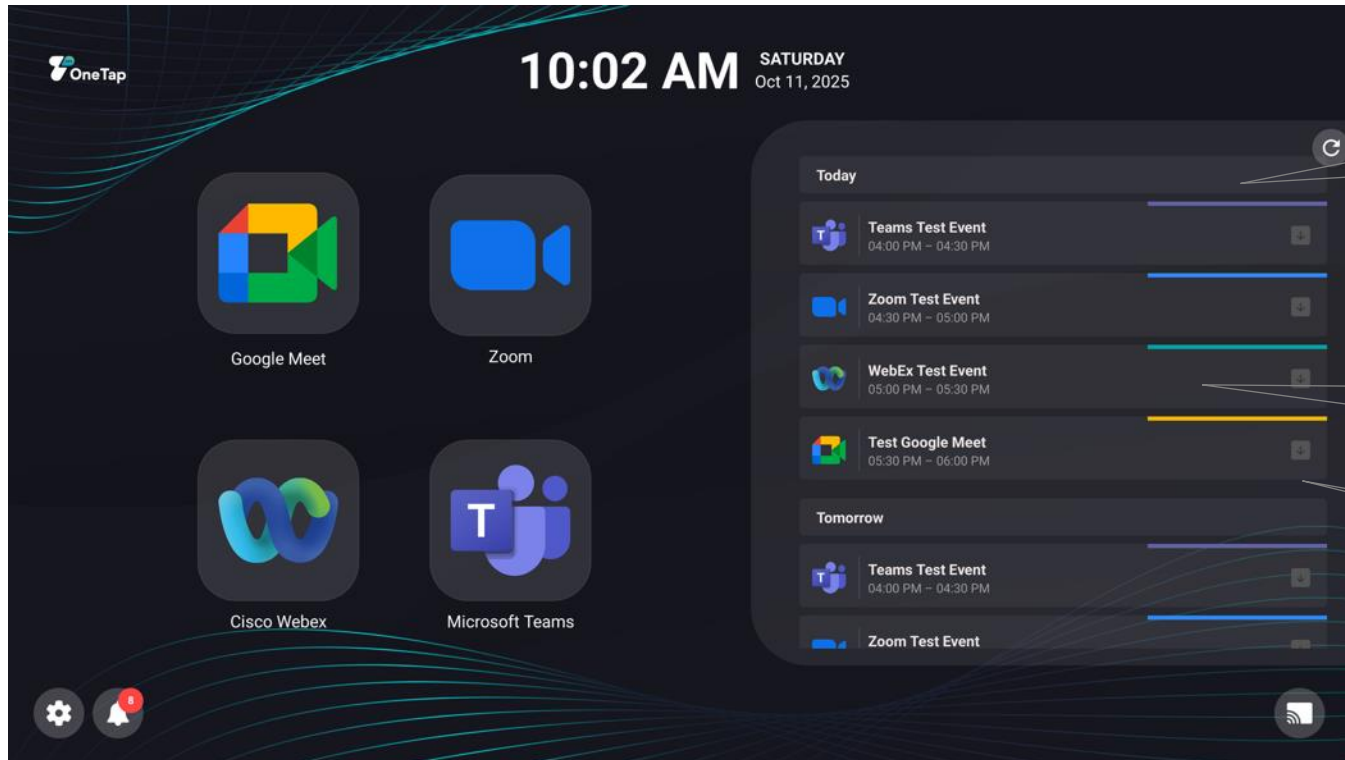 OneTap
10:02 AM
SATURDAY
Oct 11, 2025
Google Meet
Zoom
Cisco Webex
T
Microsoft Teams
8
Today
T
Teams Test Event
04:00 PM – 04:30 PM
Zoom Test Event
04:30 PM – 05:00 PM
WebEx Test Event
05:00 PM – 05:30 PM
Test Google Meet
05:30 PM – 06:00 PM
Tomorrow
T
Teams Test Event
04:00 PM – 04:30 PM
Zoom Test Event